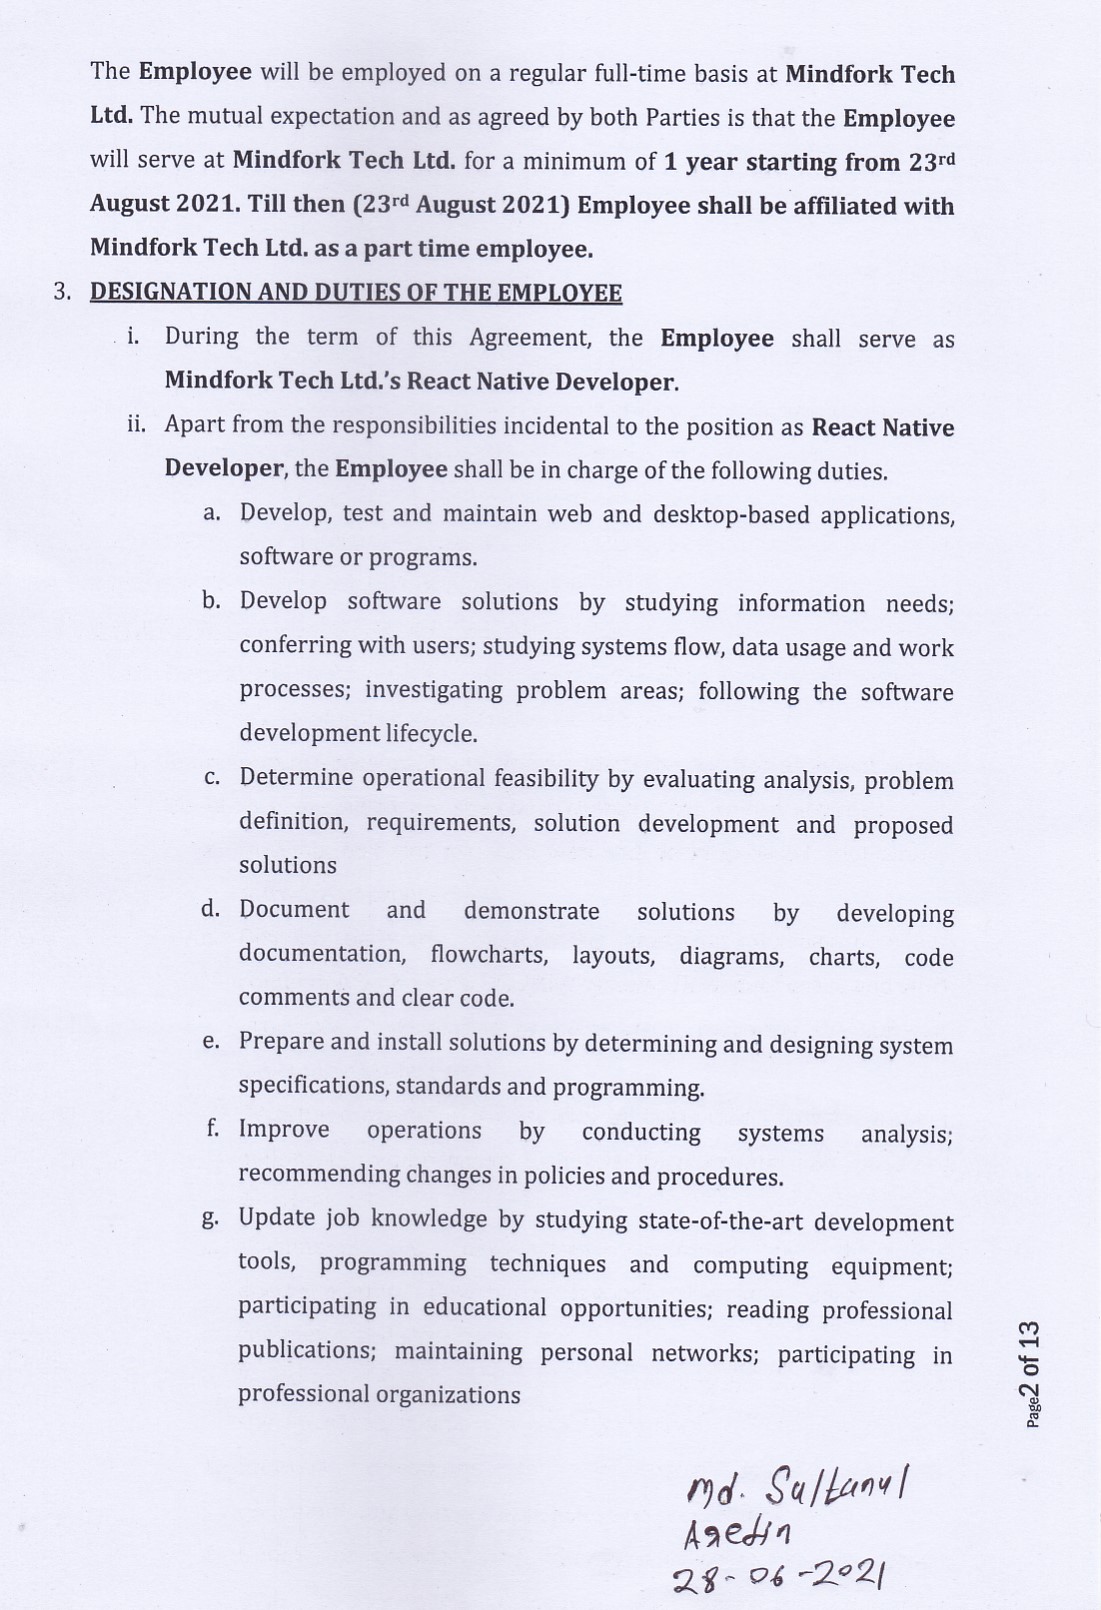 The Employee will be employed on a regular full-time basis at Mindfork Tech
Ltd. The mutual expectation and as agreed by both Parties is that the Employee
will serve at Mindfork Tech Ltd. for a minimum of 1 year starting from 23rd
August 2021. Till then (23rd August 2021) Employee shall be affiliated with
Mindfork Tech Ltd. as a part time employee.
3. DESIGNATION AND DUTIES OF THE EMPLOYEE
i. During the term of this Agreement, the Employee shall serve as
Mindfork Tech Ltd.’s React Native Developer.
ii. Apart from the responsibilities incidental to the position as React Native
Developer, the Employee shall be in charge of the following duties.
a. Develop, test and maintain web and desktop-based applications,
software or programs.
b. Develop software solutions by studying information needs;
conferring with users; studying systems flow, data usage and work
processes; investigating problem areas; following the software
development lifecycle.
c. Determine operational feasibility by evaluating analysis, problem
definition, requirements, solution development and proposed
solutions
d. Document and demonstrate solutions by developing
documentation, flowcharts, layouts, diagrams, charts, code
comments and clear code.
e. Prepare and install solutions by determining and designing system
specifications, standards and programming.
f. Improve operations by conducting systems analysis;
recommending changes in policies and procedures.
g. Update job knowledge by studying state-of-the-art development
tools, programming techniques and computing equipment;
participating in educational opportunities; reading professional
publications; maintaining personal networks; participating in
professional organizations
Page2 of 13
Md. Sultanul
28-06-2021